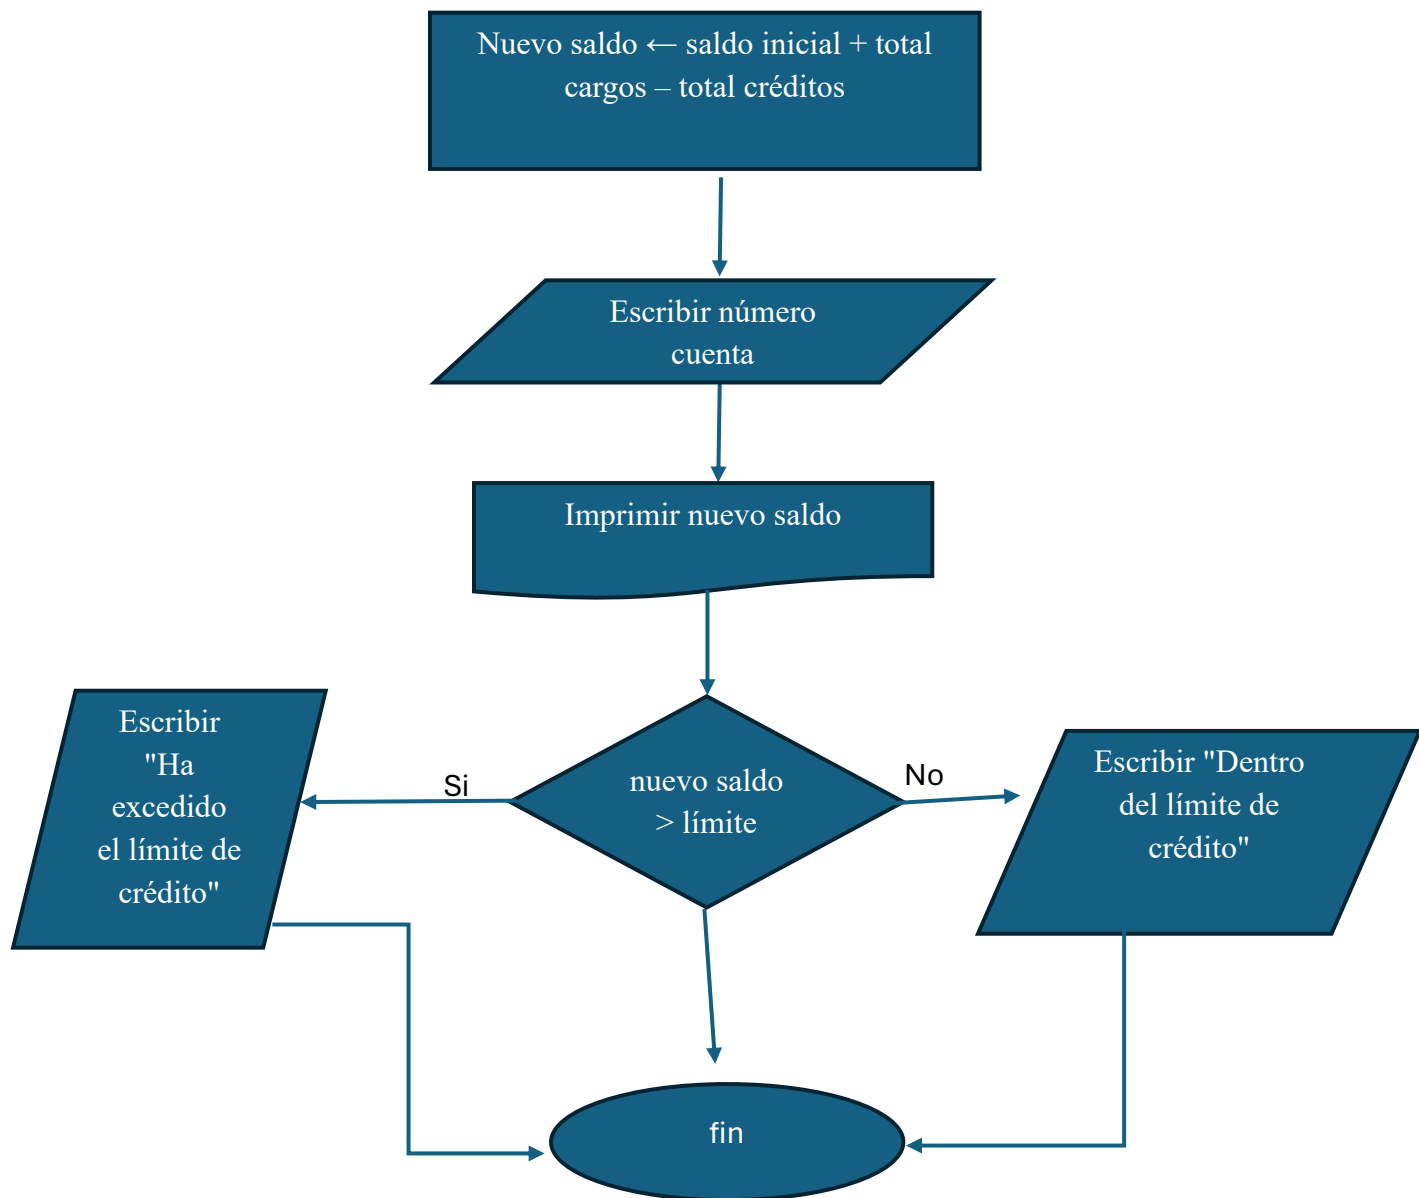 Nuevo saldo ← saldo inicial + total
cargos – total créditos
Escribir número
cuenta
Imprimir nuevo saldo
Escribir
"Ha
excedido
el límite de
crédito"
Si
nuevo saldo
> límite
No
Escribir "Dentro
del límite de
crédito"
fin